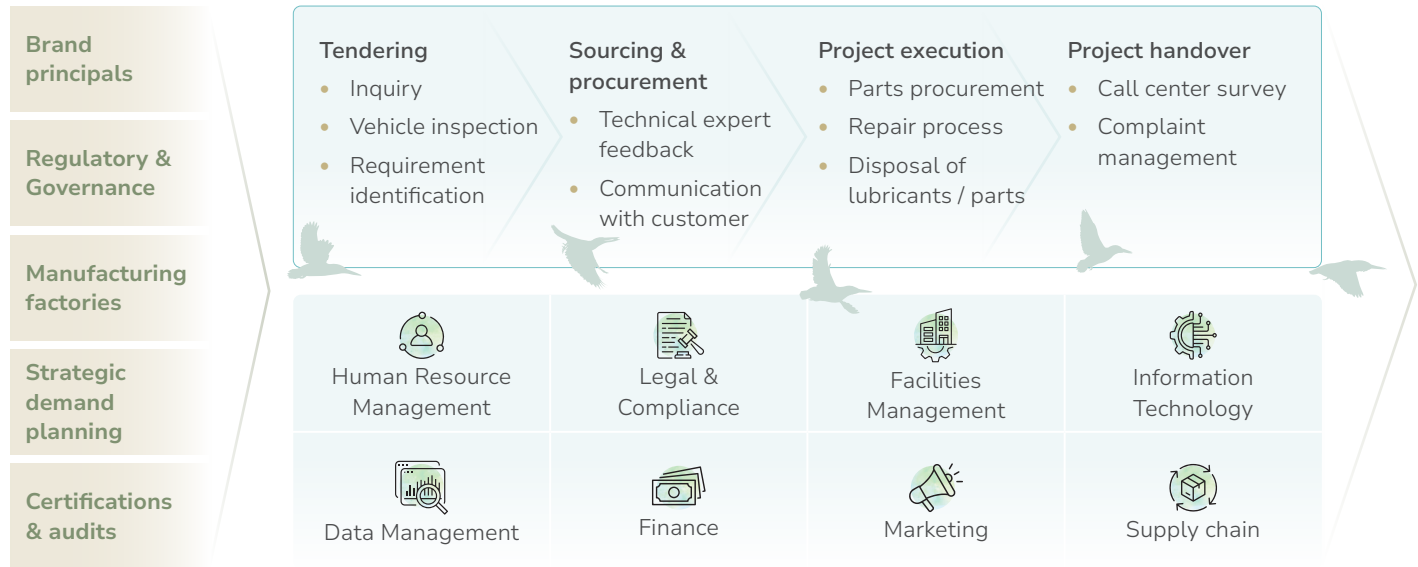 Brand
principals
Regulatory &
Governance
Manufacturing
factories
Strategic
demand
planning
Certifications
& audits
Tendering
Inquiry
Vehicle inspection
Requirement
identification
Sourcing &
procurement
Technical expert
feedback
Communication
with customer
Project execution
Parts procurement
Repair process
Disposal of
lubricants / parts
Project handover
Call center survey
Complaint
management
Human Resource
Management
Legal &
Compliance
Facilities
Management
Information
Technology
Data Management
Finance
Marketing
Supply chain